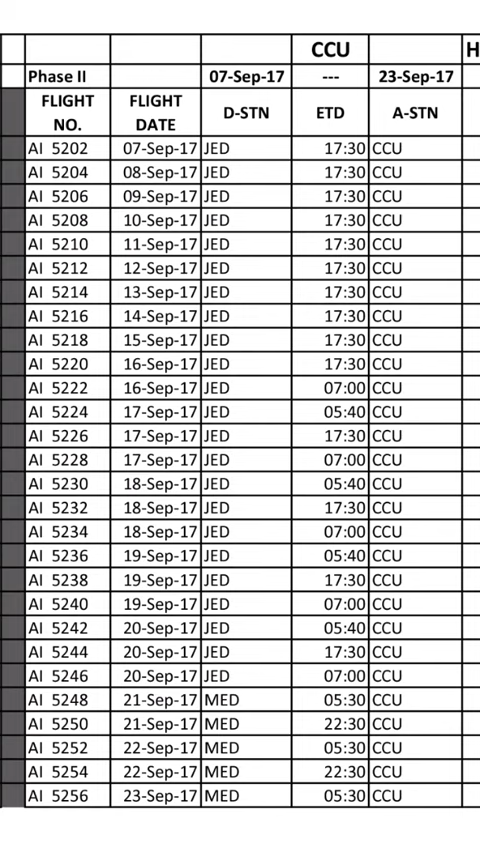 CCU H
Phase II 07-Sep-17 --- 23-Sep-17
FLIGHT NO. FLIGHT DATE D-STN ETD A-STN
AI 5202 07-Sep-17 JED 17:30 CCU
AI 5204 08-Sep-17 JED 17:30 CCU
AI 5206 09-Sep-17 JED 17:30 CCU
AI 5208 10-Sep-17 JED 17:30 CCU
AI 5210 11-Sep-17 JED 17:30 CCU
AI 5212 12-Sep-17 JED 17:30 CCU
AI 5214 13-Sep-17 JED 17:30 CCU
AI 5216 14-Sep-17 JED 17:30 CCU
AI 5218 15-Sep-17 JED 17:30 CCU
AI 5220 16-Sep-17 JED 17:30 CCU
AI 5222 16-Sep-17 JED 07:00 CCU
AI 5224 17-Sep-17 JED 05:40 CCU
AI 5226 17-Sep-17 JED 17:30 CCU
AI 5228 17-Sep-17 JED 07:00 CCU
AI 5230 18-Sep-17 JED 05:40 CCU
AI 5232 18-Sep-17 JED 17:30 CCU
AI 5234 18-Sep-17 JED 07:00 CCU
AI 5236 19-Sep-17 JED 05:40 CCU
AI 5238 19-Sep-17 JED 17:30 CCU
AI 5240 19-Sep-17 JED 07:00 CCU
AI 5242 20-Sep-17 JED 05:40 CCU
AI 5244 20-Sep-17 JED 17:30 CCU
AI 5246 20-Sep-17 JED 07:00 CCU
AI 5248 21-Sep-17 MED 05:30 CCU
AI 5250 21-Sep-17 MED 22:30 CCU
AI 5252 22-Sep-17 MED 05:30 CCU
AI 5254 22-Sep-17 MED 22:30 CCU
AI 5256 23-Sep-17 MED 05:30 CCU